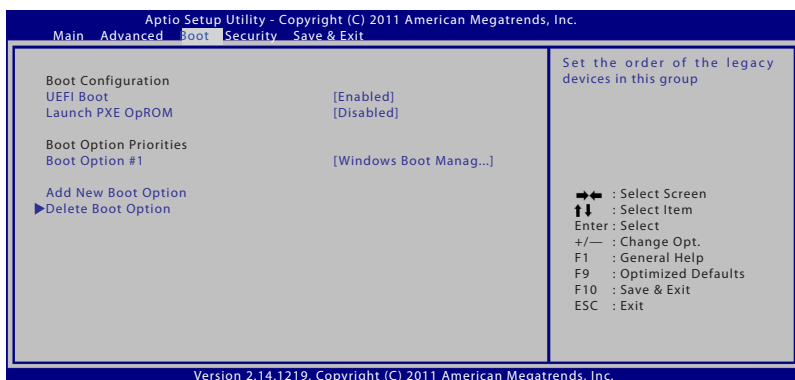 Aptio Setup Utility - Copyright (C) 2011 American Megatrends, Inc.
Main Advanced Boot Security Save & Exit
Boot Configuration
UEFI Boot [Enabled]
Launch PXE OpROM [Disabled]
Boot Option Priorities
Boot Option #1 [Windows Boot Manag...]
Add New Boot Option
Delete Boot Option
Set the order of the legacy
devices in this group
: Select Screen
: Select Item
Enter : Select
+/— : Change Opt.
F1 : General Help
F9 : Optimized Defaults
F10 : Save & Exit
ESC : Exit
Version 2.14.1219. Copyright (C) 2011 American Megatrends, Inc.